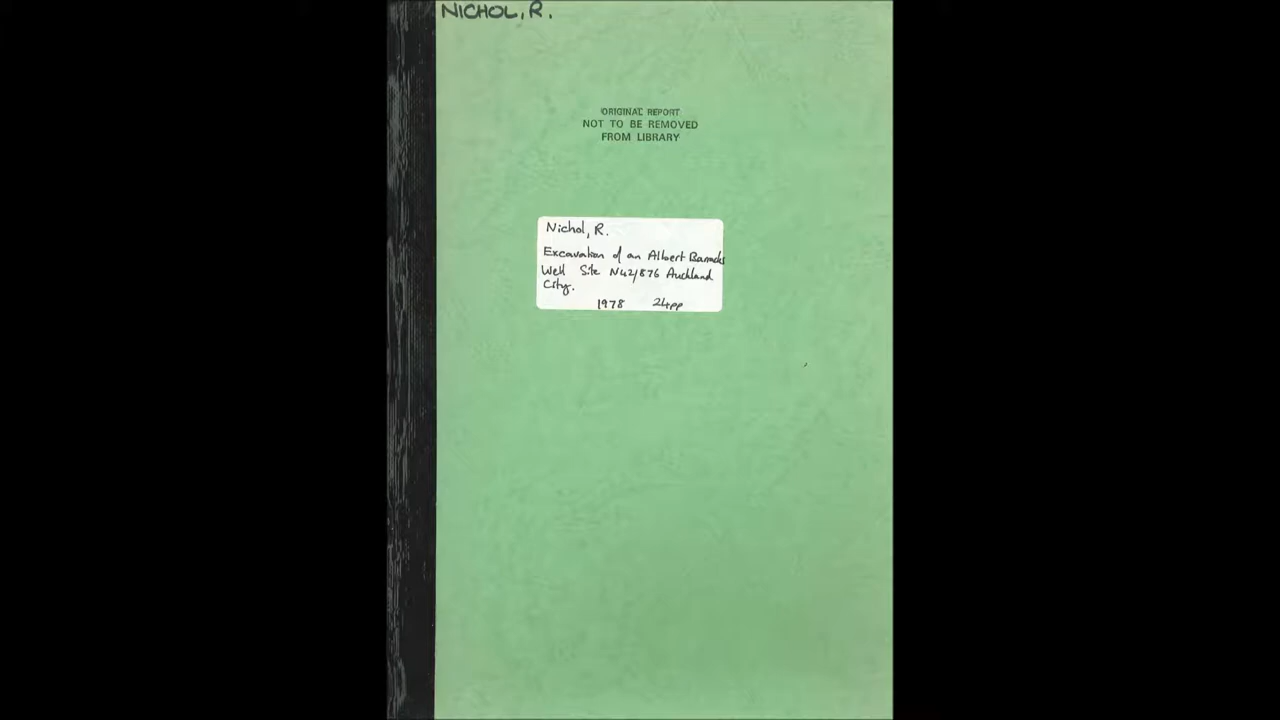 NICHOL, R.
ORIGINAL REPORT
NOT TO BE REMOVED
FROM LIBRARY
Nichol, R.
Excavation of an Albert Barracks
Well Site N42/876 Auckland
City.
1978 24pp